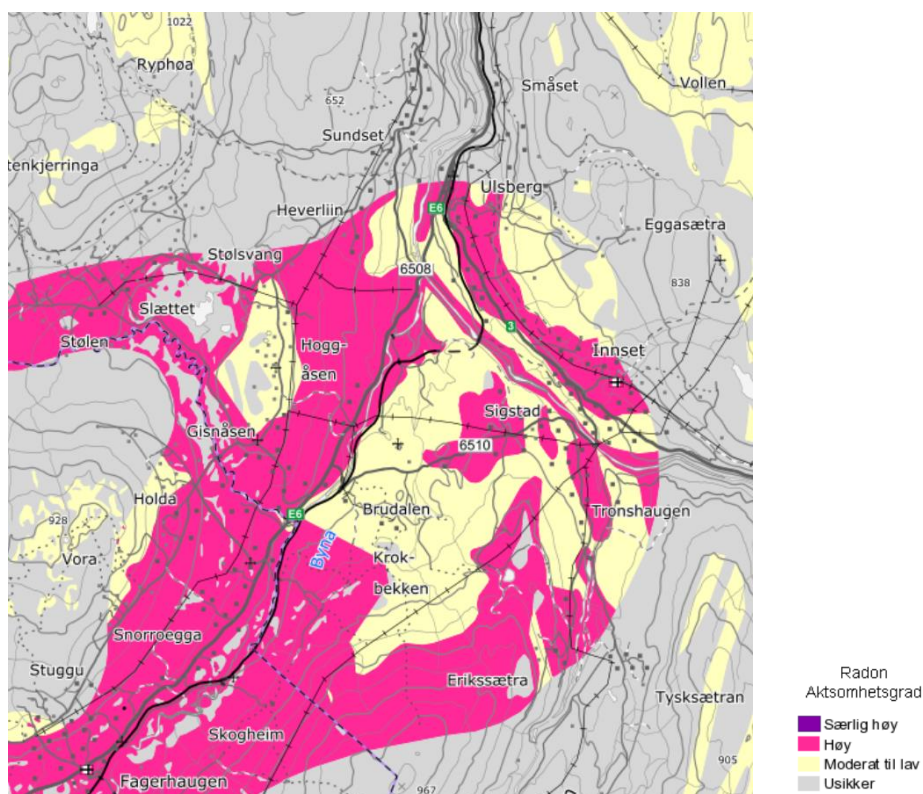 1022
Ryphøa
Småset
Vollen
652
Sundset
tenkjerringa
Ulsberg
E6
Heverliin
Eggasætra
Stølsvang
6508
838
Slættet
3
Stølen
Hogg-
åsen
Innset
Sigstad
Gisnåsen
6510
Holda
E6
Brudalen
Tronshaugen
928
Byna
Vora
Krok-
bekken
Snorroegga
Stuggu
Erikssætra
Tysksætran
Skogheim
905
Fagerhaugen
967
Radon
Aktsomhetsgrad
Særlig høy
Høy
Moderat til lav
Usikker